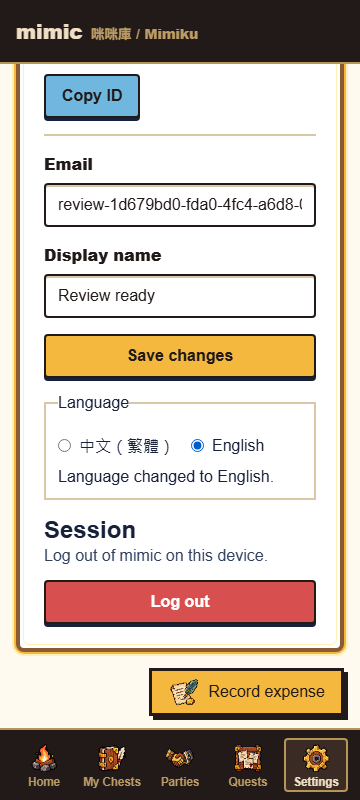 mimic 咪咪庫 / Mimiku
Copy ID
Email
review-1d679bd0-fda0-4fc4-a6d8-
Display name
Review ready
Save changes
Language
中文（繁體） English
Language changed to English.
Session
Log out of mimic on this device.
Log out
Record expense
Home My Chests Parties Quests Settings